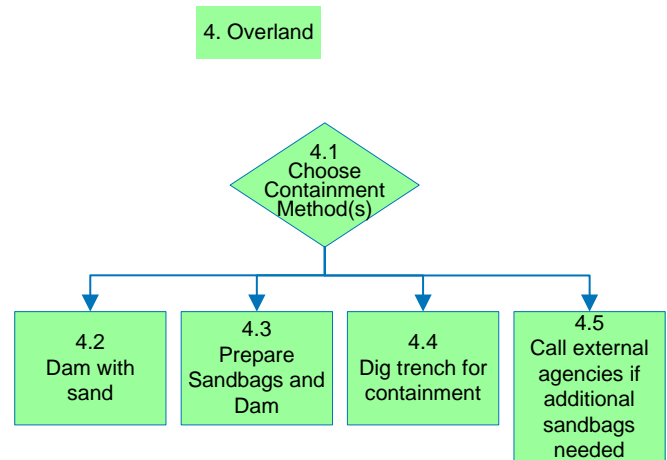 4. Overland
4.1
Choose
Containment
Method(s)
4.2
Dam with
sand
4.3
Prepare
Sandbags and
Dam
4.4
Dig trench for
containment
4.5
Call external
agencies if
additional
sandbags
needed